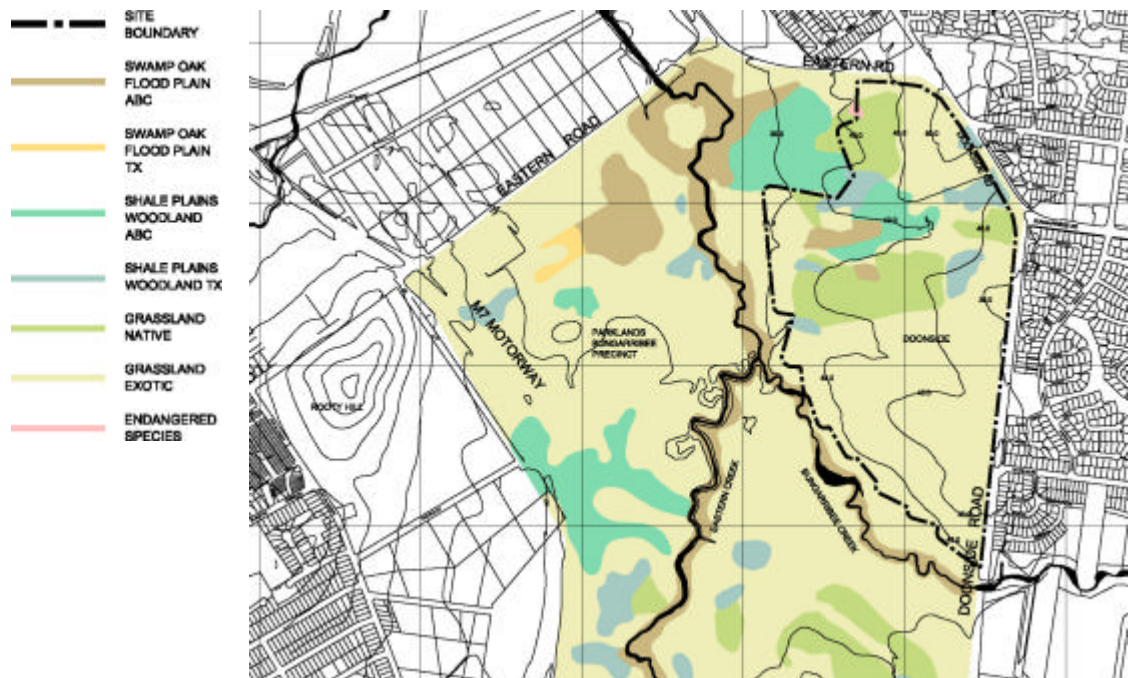 SITE
BOUNDARY
SWAMP OAK
FLOOD PLAIN
ABC
SWAMP OAK
FLOOD PLAIN
TX
SHALE PLAINS
WOODLAND
ABC
SHALE PLAINS
WOODLAND TX
GRASSLAND
NATIVE
GRASSLAND
EXOTIC
ENDANGERED
SPECIES
EASTERN RD
EASTERN ROAD
M7 MOTORWAY
PARKLANDS
BUNGARRIBEE
PRECINCT
DOONSIDE
ROOTY HILL
EASTERN CREEK
BUNGARRIBEE CREEK
DOONSIDE ROAD